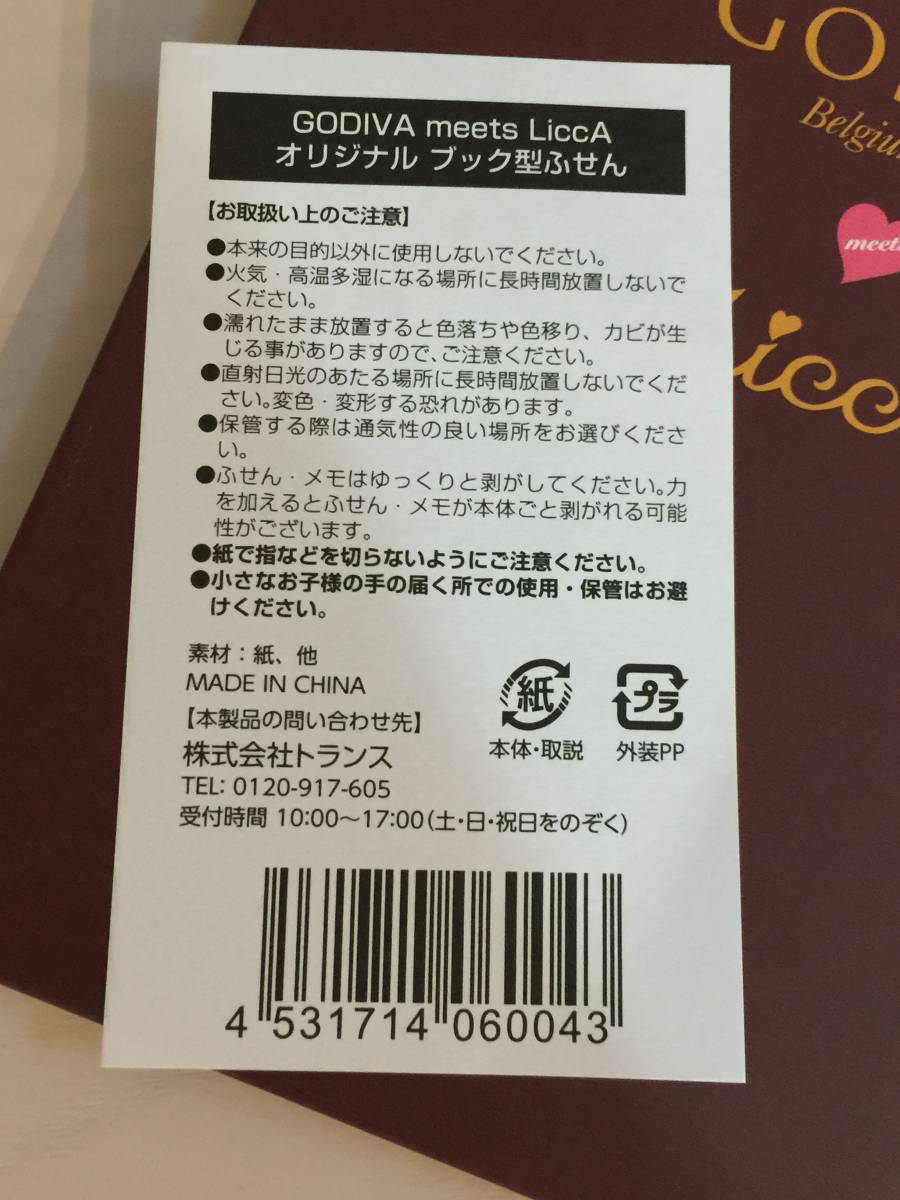 GODIVA meets LiccA
オリジナル ブック型ふせん
【お取扱い上のご注意】
●本来の目的以外に使用しないでください。
●火気・高温多湿になる場所に長時間放置しないで
ください。
●濡れたまま放置すると色落ちや色移り、カビが生
じる事がありますので、ご注意ください。
●直射日光のあたる場所に長時間放置しないでくだ
さい。変色・変形する恐れがあります。
●保管する際は通気性の良い場所をお選びくださ
い。
●ふせん・メモはゆっくりと剥がしてください。力
を加えるとふせん・メモが本体ごと剥がれる可能
性がございます。
●紙で指などを切らないようにご注意ください。
●小さなお子様の手の届く所での使用・保管はお避
けください。
素材：紙、他
MADE IN CHINA
【本製品の問い合わせ先】
株式会社トランス
TEL: 0120-917-605
受付時間 10:00〜17:00(土・日・祝日をのぞく)
紙
本体・取説
プラ
外装PP
4 531714 060043